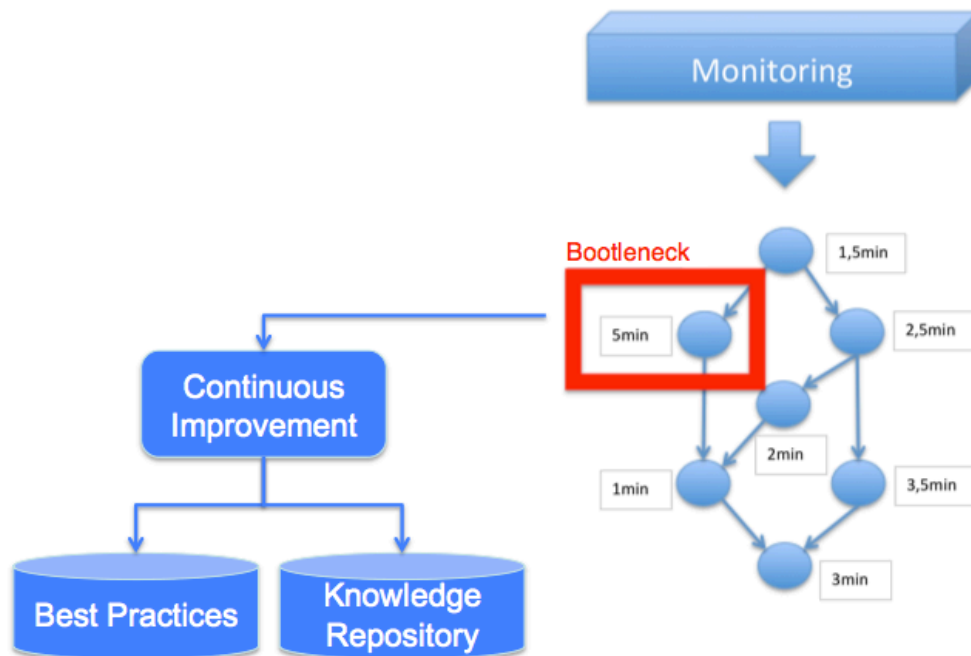 Monitoring
Bootleneck
1,5min
5min
2,5min
Continuous
Improvement
2min
1min
3,5min
3min
Best Practices
Knowledge
Repository